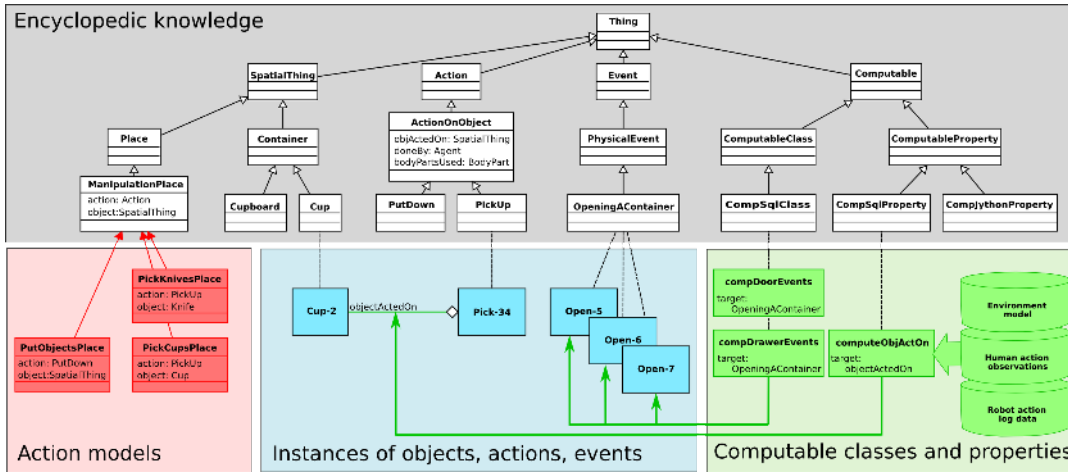 Encyclopedic knowledge
Thing
SpatialThing
Action
Event
Computable
Place
Container
ActionOnObject
objActedOn: SpatialThing
doneBy: Agent
bodyPartsUsed: BodyPart
PhysicalEvent
ComputableClass
ComputableProperty
ManipulationPlace
action: Action
object:SpatialThing
Cupboard
Cup
PutDown
PickUp
OpeningAContainer
CompSqlClass
CompSqlProperty
CompJythonProperty
PickKnivesPlace
action: PickUp
object: Knife
PutObjectsPlace
action: PutDown
object:SpatialThing
PickCupsPlace
action: PickUp
object: Cup
Action models
Cup-2
objectActedOn
Pick-34
Open-5
Open-6
Open-7
Instances of objects, actions, events
compDoorEvents
target:
OpeningAContainer
compDrawerEvents
target:
OpeningAContainer
computeObjActOn
target:
objectActedOn
Environment
model
Human action
observations
Robot action
log data
Computable classes and properties